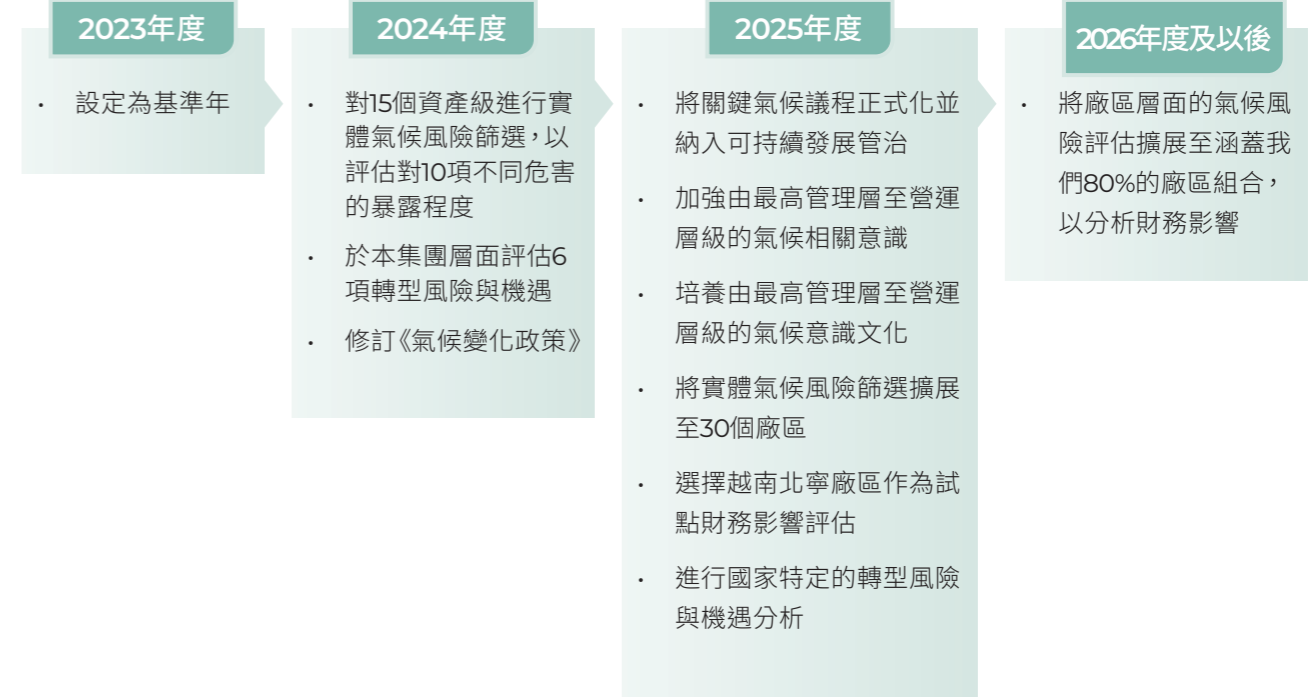 2023年度
• 設定為基準年
2024年度
• 對15個資產級進行實
體氣候風險篩選，以
評估對10項不同危害
的暴露程度
• 於本集團層面評估6
項轉型風險與機遇
• 修訂《氣候變化政策》
2025年度
• 將關鍵氣候議程正式化並
納入可持續發展管治
• 加強由最高管理層至營運
層級的氣候相關意識
• 培養由最高管理層至營運
層級的氣候意識文化
• 將實體氣候風險篩選擴展
至30個廠區
• 選擇越南北寧廠區作為試
點財務影響評估
• 進行國家特定的轉型風險
與機遇分析
2026年度及以後
• 將廠區層面的氣候風
險評估擴展至涵蓋我
們80%的廠區組合，
以分析財務影響